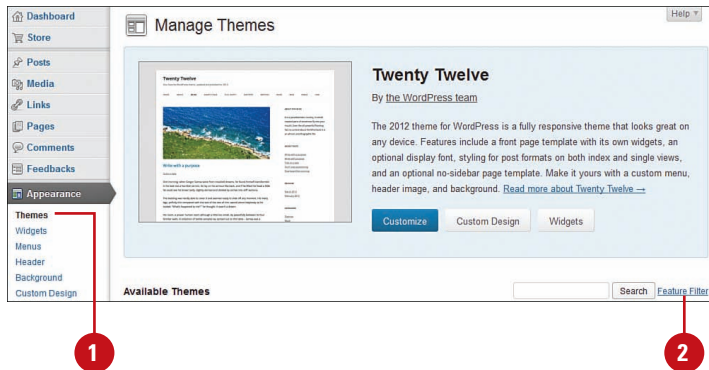 Dashboard
Store
Posts
Media
Links
Pages
Comments
Feedbacks
Appearance
Themes
Widgets
Menus
Header
Background
Custom Design
Manage Themes
Help
Twenty Twelve
Write with a purpose
Twenty Twelve
By the WordPress team
The 2012 theme for WordPress is a fully responsive theme that looks great on
any device. Features include a front page template with its own widgets, an
optional display font, styling for post formats on both index and single views,
and an optional no-sidebar page template. Make it yours with a custom menu,
header image, and background. Read more about Twenty Twelve →
Customize Custom Design Widgets
Available Themes Search Feature Filter
1 2